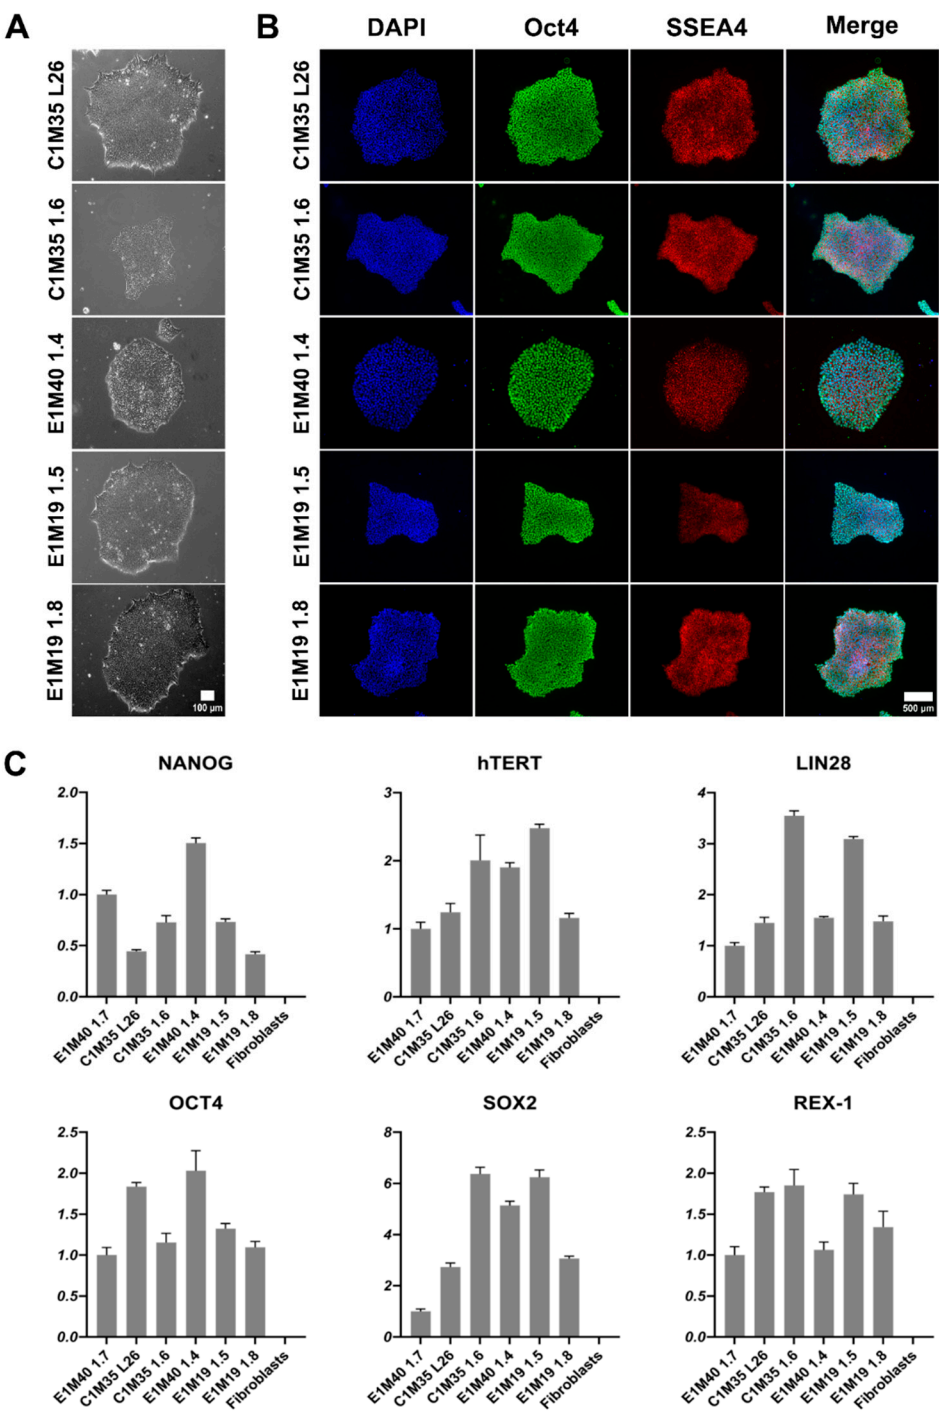 A
B
DAPI
Oct4
SSEA4
Merge
C1M35 L26
C1M35 1.6
E1M40 1.4
E1M19 1.5
E1M19 1.8
100 µm
C1M35 L26
C1M35 1.6
E1M40 1.4
E1M19 1.5
E1M19 1.8
500 µm
C
NANOG
2.0
1.5
1.0
0.5
0.0
E1M40 1.7
C1M35 L26
C1M35 1.6
E1M40 1.4
E1M19 1.5
E1M19 1.8
Fibroblasts
hTERT
3
2
1
0
E1M40 1.7
C1M35 L26
C1M35 1.6
E1M40 1.4
E1M19 1.5
E1M19 1.8
Fibroblasts
LIN28
4
3
2
1
0
E1M40 1.7
C1M35 L26
C1M35 1.6
E1M40 1.4
E1M19 1.5
E1M19 1.8
Fibroblasts
OCT4
2.5
2.0
1.5
1.0
0.5
0.0
E1M40 1.7
C1M35 L26
C1M35 1.6
E1M40 1.4
E1M19 1.5
E1M19 1.8
Fibroblasts
SOX2
8
6
4
2
0
E1M40 1.7
C1M35 L26
C1M35 1.6
E1M40 1.4
E1M19 1.5
E1M19 1.8
Fibroblasts
REX-1
2.5
2.0
1.5
1.0
0.5
0.0
E1M40 1.7
C1M35 L26
C1M35 1.6
E1M40 1.4
E1M19 1.5
E1M19 1.8
Fibroblasts